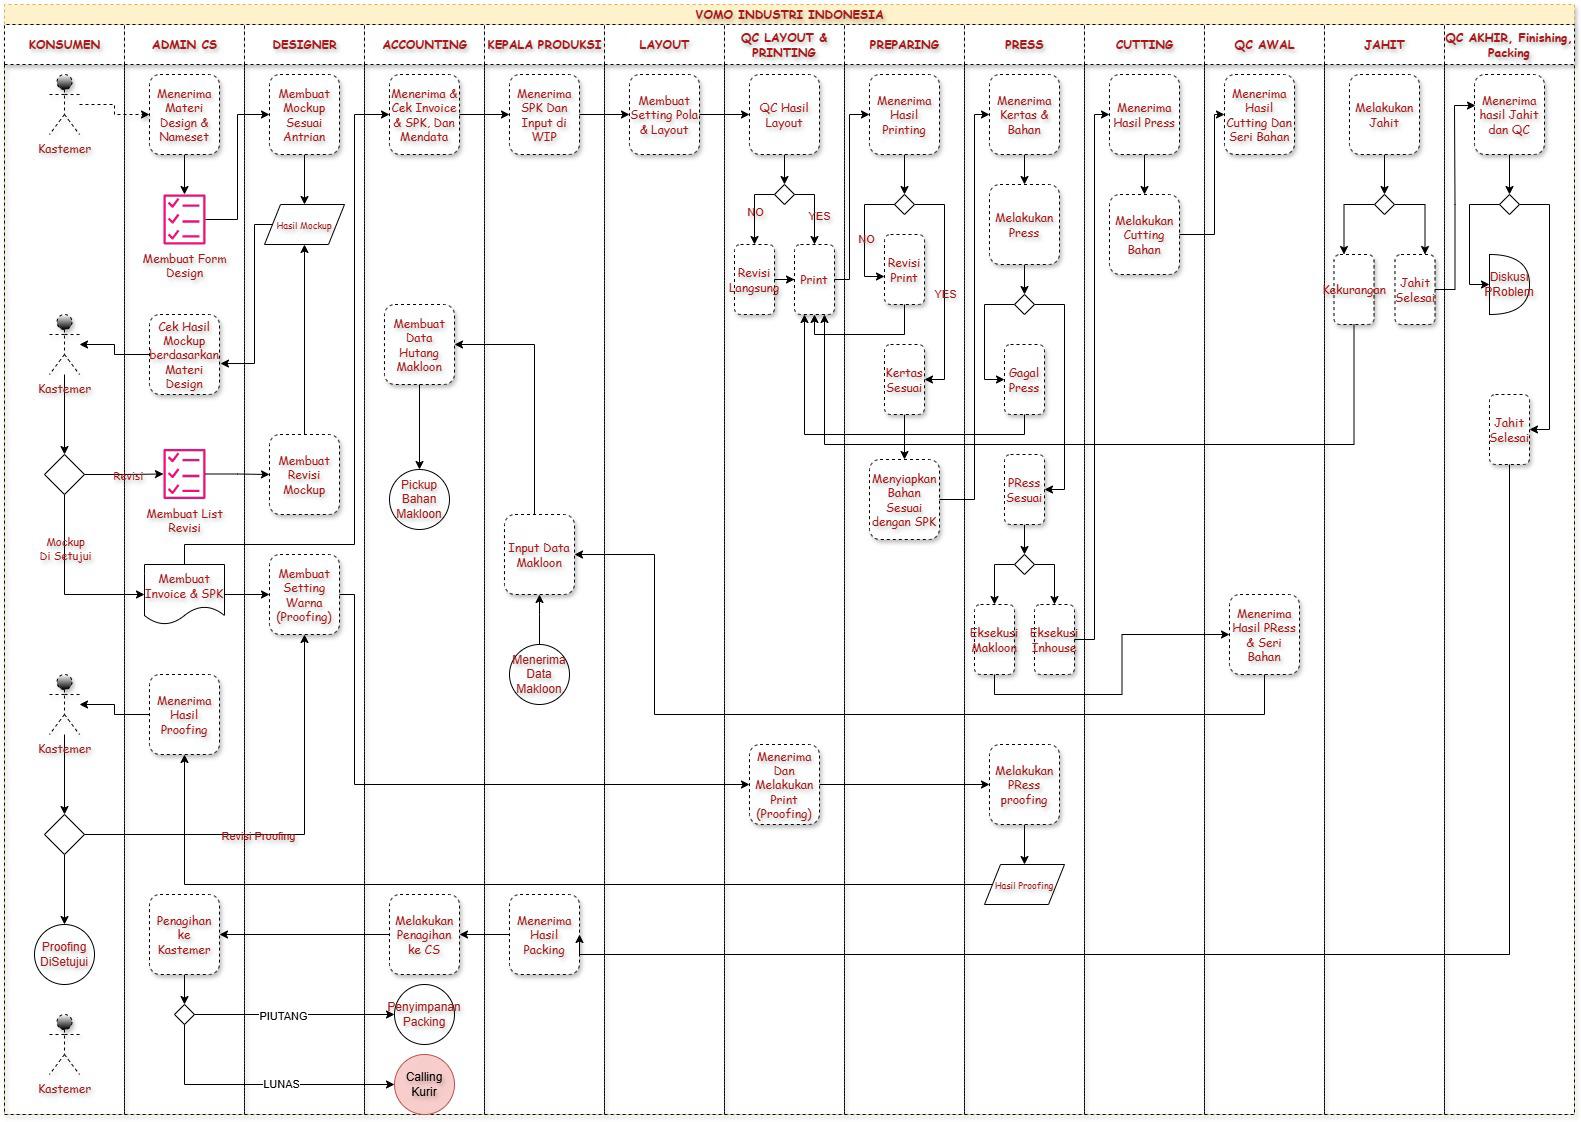 VOMO INDUSTRI INDONESIA
KONSUMEN
ADMIN CS
DESIGNER
ACCOUNTING
KEPALA PRODUKSI
LAYOUT
QC LAYOUT &
PRINTING
PREPARING
PRESS
CUTTING
QC AWAL
JAHIT
QC AKHIR, Finishing,
Packing
Kastemer
Menerima
Materi
Design &
Nameset
Membuat
Mockup
Sesuai
Antrian
Menerima &
Cek Invoice
& SPK, Dan
Mendata
Menerima
SPK Dan
Input di
WIP
Membuat
Setting Pola
& Layout
QC Hasil
Layout
Menerima
Hasil
Printing
Menerima
Kertas &
Bahan
Menerima
Hasil Press
Menerima
Hasil
Cutting Dan
Seri Bahan
Melakukan
Jahit
Menerima
hasil Jahit
dan QC
Membuat Form
Design
Hasil Mockup
NO
YES
Revisi
Langsung
Print
NO
Revisi
Print
YES
Melakukan
Press
Melakukan
Cutting
Bahan
Kekurangan
Jahit
Selesai
Diskusi
PRoblem
Kastemer
Cek Hasil
Mockup
berdasarkan
Materi
Design
Membuat
Data
Hutang
Makloon
Kertas
Sesuai
Gagal
Press
Jahit
Selesai
Revisi
Membuat List
Revisi
Membuat
Revisi
Mockup
Pickup
Bahan
Makloon
Menyiapkan
Bahan
Sesuai
dengan SPK
PRess
Sesuai
Mockup
Di Setujui
Membuat
Invoice & SPK
Membuat
Setting
Warna
(Proofing)
Input Data
Makloon
Menerima
Data
Makloon
Eksekusi
Makloon
Eksekusi
Inhouse
Menerima
Hasil PRess
& Seri
Bahan
Kastemer
Menerima
Hasil
Proofing
Menerima
Dan
Melakukan
Print
(Proofing)
Melakukan
PRess
proofing
Revisi Proofing
Hasil Proofing
Proofing
DiSetujui
Penagihan
ke
Kastemer
Melakukan
Penagihan
ke CS
Menerima
Hasil
Packing
PIUTANG
Penyimpanan
Packing
Kastemer
LUNAS
Calling
Kurir